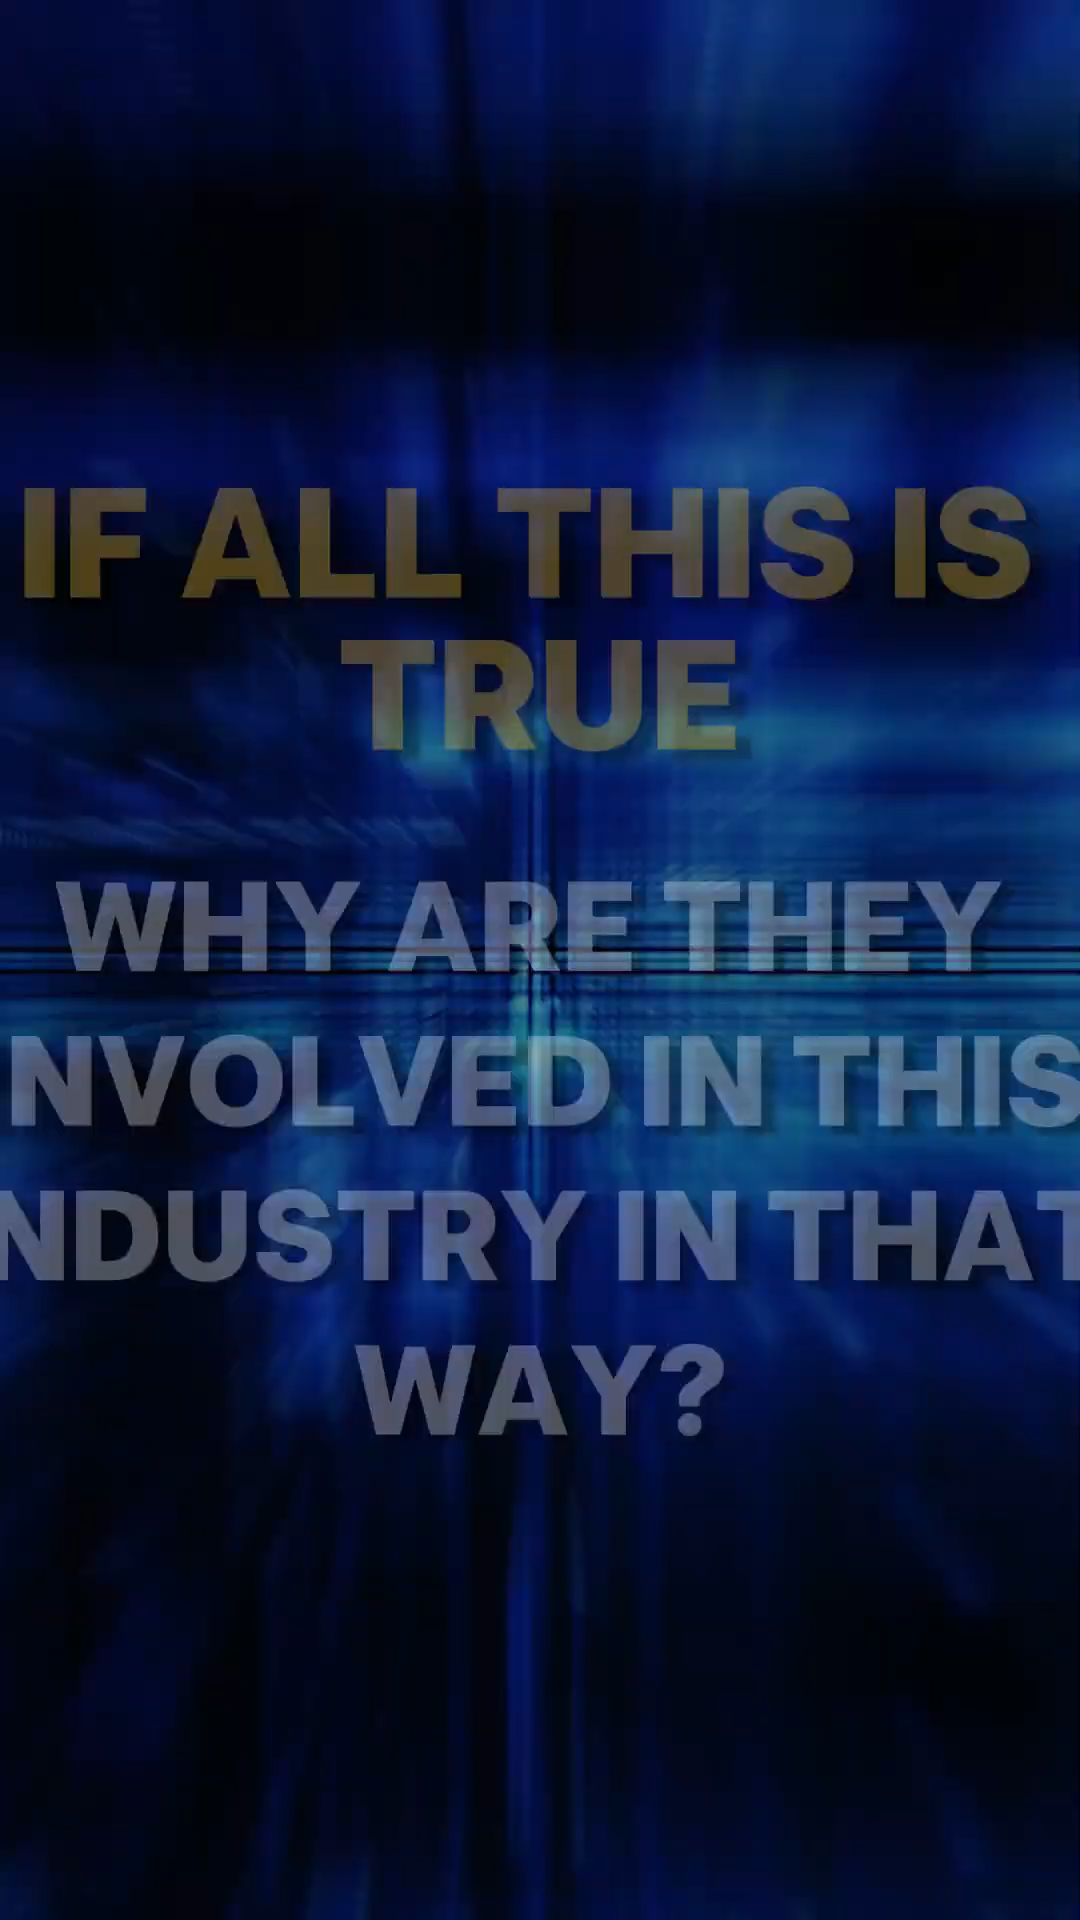 IF ALL THIS IS
TRUE
WHY ARE THEY
NVOLVED IN THIS
NDUSTRY IN THAT
WAY?